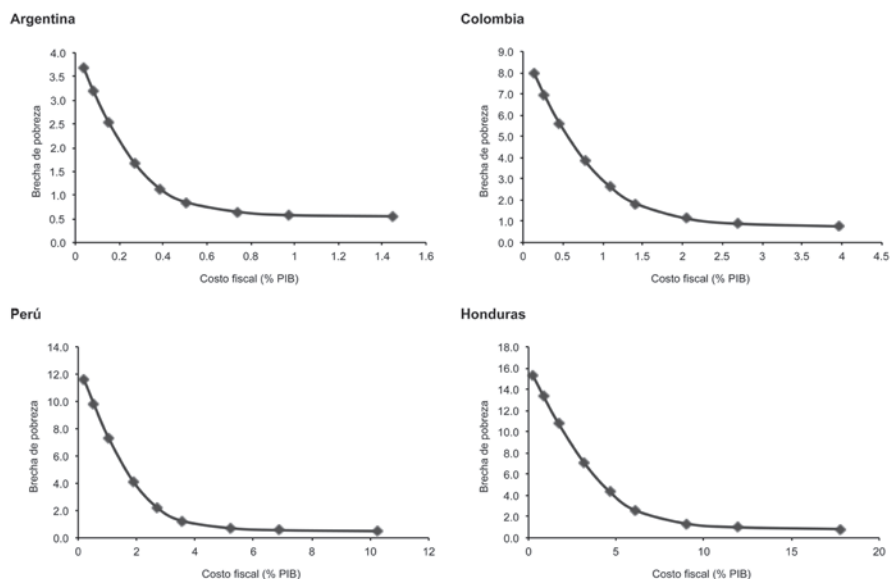 Argentina
4.0
3.5
3.0
2.5
2.0
1.5
1.0
0.5
0.0
Brecha de pobreza
0 0.2 0.4 0.6 0.8 1 1.2 1.4 1.6
Costo fiscal (% PIB)
Colombia
9.0
8.0
7.0
6.0
5.0
4.0
3.0
2.0
1.0
0.0
Brecha de pobreza
0 0.5 1 1.5 2 2.5 3 3.5 4 4.5
Costo fiscal (% PIB)
Perú
14.0
12.0
10.0
8.0
6.0
4.0
2.0
0.0
Brecha de pobreza
0 2 4 6 8 10 12
Costo fiscal (% PIB)
Honduras
18.0
16.0
14.0
12.0
10.0
8.0
6.0
4.0
2.0
0.0
Brecha de pobreza
0 5 10 15 20
Costo fiscal (% PIB)